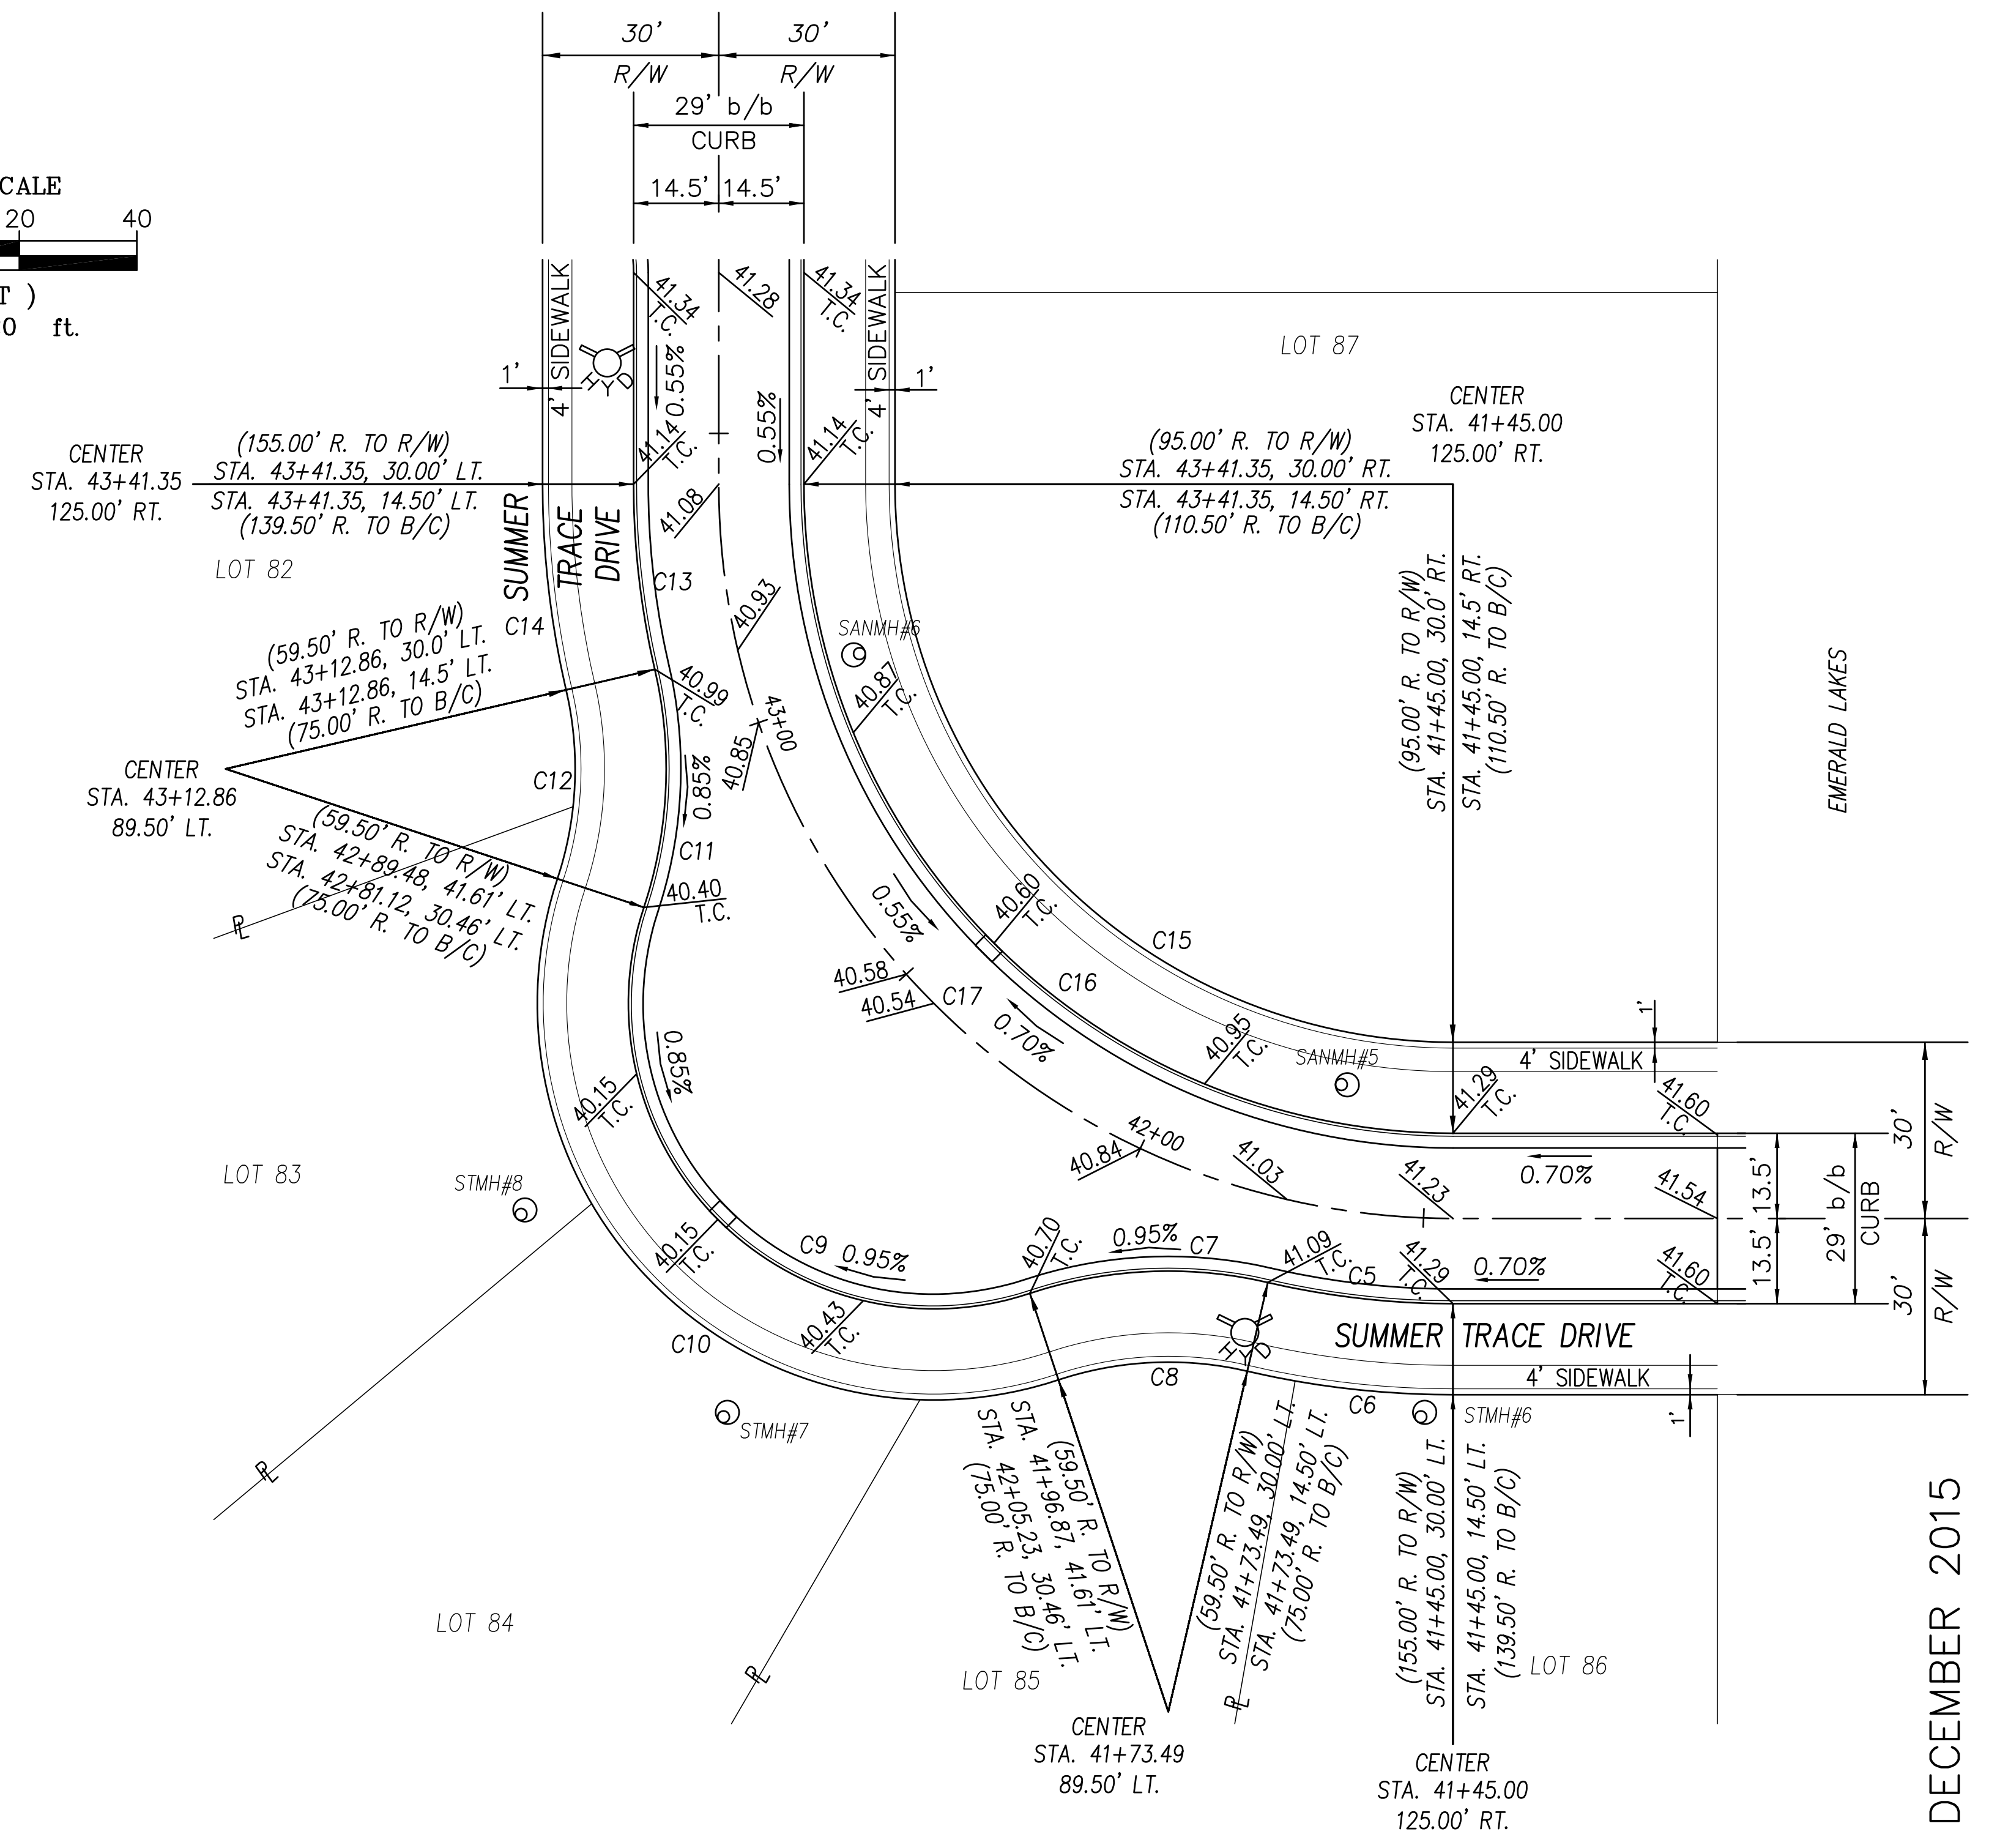 30'
30'
R/W
R/W
29' b/b
CURB
14.5'
14.5'
CALE
20
40
T )
0 ft.
4' SIDEWALK
41.34
T.C.
41.28
41.34
T.C.
4' SIDEWALK
HYD
0.55%
0.55%
1'
1'
LOT 87
CENTER
STA. 41+45.00
125.00' RT.
41.14
T.C.
41.14
T.C.
CENTER
STA. 43+41.35
125.00' RT.
(155.00' R. TO R/W)
STA. 43+41.35, 30.00' LT.
STA. 43+41.35, 14.50' LT.
(139.50' R. TO B/C)
(95.00' R. TO R/W)
STA. 43+41.35, 30.00' RT.
STA. 43+41.35, 14.50' RT.
(110.50' R. TO B/C)
41.08
SUMMER
TRACE
DRIVE
LOT 82
C13
C14
40.93
SANMH#6
40.87
T.C.
(95.00' R. TO R/W)
STA. 41+45.00, 30.0' RT.
STA. 41+45.00, 14.5' RT.
(110.50' R. TO B/C)
EMERALD LAKES
(59.50' R. TO R/W)
STA. 43+12.86, 30.0' LT.
STA. 43+12.86, 14.5' LT.
(75.00' R. TO B/C)
40.99
T.C.
43+00
40.85
0.85%
CENTER
STA. 43+12.86
89.50' LT.
C12
C11
(59.50' R. TO R/W)
STA. 42+89.48, 41.61' LT.
STA. 42+81.12, 30.46' LT.
(75.00' R. TO B/C)
40.40
T.C.
PL
0.55%
40.60
T.C.
C15
C16
40.58
C17
40.54
0.70%
0.85%
40.95
T.C.
SANMH#5
41.29
T.C.
1'
4' SIDEWALK
41.60
T.C.
40.15
T.C.
42+00
40.84
41.03
41.23
0.70%
41.54
13.5'
13.5'
29' b/b
CURB
30'
R/W
30'
R/W
LOT 83
STMH#8
40.15
T.C.
C9
0.95%
40.70
T.C.
0.95%
C7
41.09
T.C.
C5
41.29
T.C.
0.70%
41.60
T.C.
40.43
T.C.
C10
HYD
SUMMER TRACE DRIVE
C8
4' SIDEWALK
C6
1'
STMH#6
STMH#7
PL
(59.50' R. TO R/W)
STA. 41+96.87, 41.61' LT.
STA. 42+05.23, 30.46' LT.
(75.00' R. TO B/C)
(59.50' R. TO R/W)
STA. 41+73.49, 30.00' LT.
STA. 41+73.49, 14.50' LT.
(75.00' R. TO B/C)
(155.00' R. TO R/W)
STA. 41+45.00, 30.00' LT.
STA. 41+45.00, 14.50' LT.
(139.50' R. TO B/C)
LOT 84
PL
LOT 85
PL
LOT 86
CENTER
STA. 41+73.49
89.50' LT.
CENTER
STA. 41+45.00
125.00' RT.
DECEMBER 2015